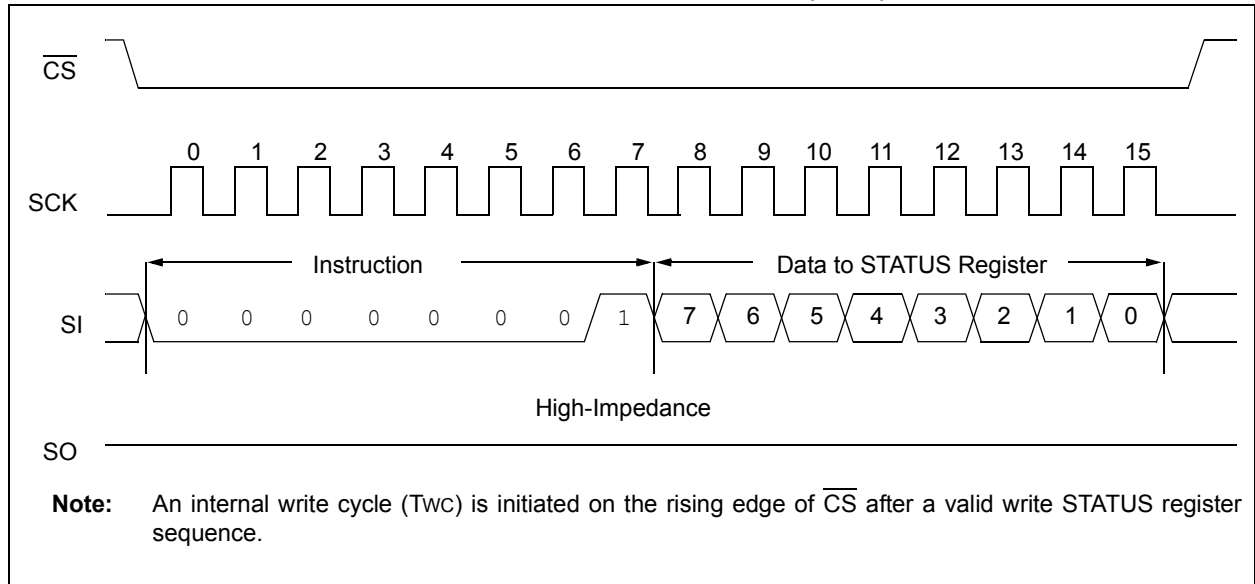 CS
0 1 2 3 4 5 6 7 8 9 10 11 12 13 14 15
SCK
Instruction Data to STATUS Register
SI 0 0 0 0 0 0 0 1 7 6 5 4 3 2 1 0
High-Impedance
SO
Note: An internal write cycle (TWC) is initiated on the rising edge of CS after a valid write STATUS register
sequence.